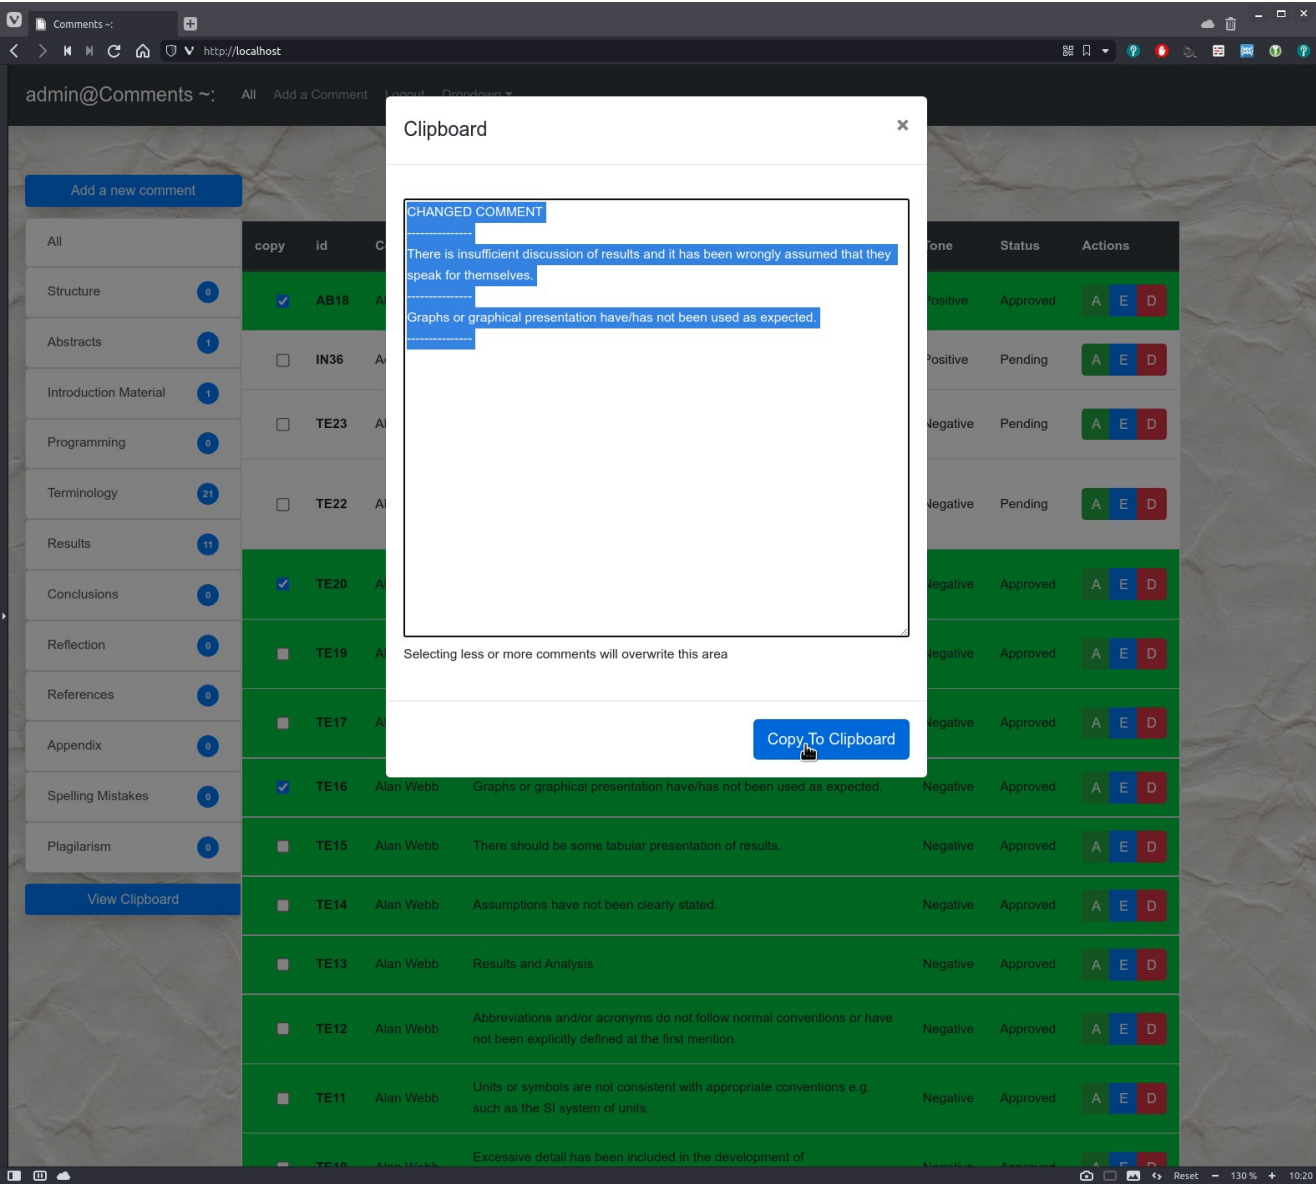 Comments ~:
http://localhost
admin@Comments ~:
All
Add a Comment
Logout
Dropdown
Clipboard
×
CHANGED COMMENT
---------------
There is insufficient discussion of results and it has been wrongly assumed that they
speak for themselves.
---------------
Graphs or graphical presentation have/has not been used as expected.
---------------
Selecting less or more comments will overwrite this area
Copy To Clipboard
Add a new comment
All
Structure 0
Abstracts 1
Introduction Material 1
Programming 0
Terminology 21
Results 11
Conclusions 0
Reflection 0
References 0
Appendix 0
Spelling Mistakes 0
Plagilarism 0
View Clipboard
copy id Tone Status Actions
AB18 Positive Approved A E D
IN36 Positive Pending A E D
TE23 Negative Pending A E D
TE22 Negative Pending A E D
TE20 Negative Approved A E D
TE19 Negative Approved A E D
TE17 Negative Approved A E D
TE16 Alan Webb Graphs or graphical presentation have/has not been used as expected. Negative Approved A E D
TE15 Alan Webb There should be some tabular presentation of results. Negative Approved A E D
TE14 Alan Webb Assumptions have not been clearly stated. Negative Approved A E D
TE13 Alan Webb Results and Analysis Negative Approved A E D
TE12 Alan Webb Abbreviations and/or acronyms do not follow normal conventions or have
not been explicitly defined at the first mention. Negative Approved A E D
TE11 Alan Webb Units or symbols are not consistent with appropriate conventions e.g.
such as the SI system of units. Negative Approved A E D
Excessive detail has been included in the development of
Reset - 130 % + 10:20